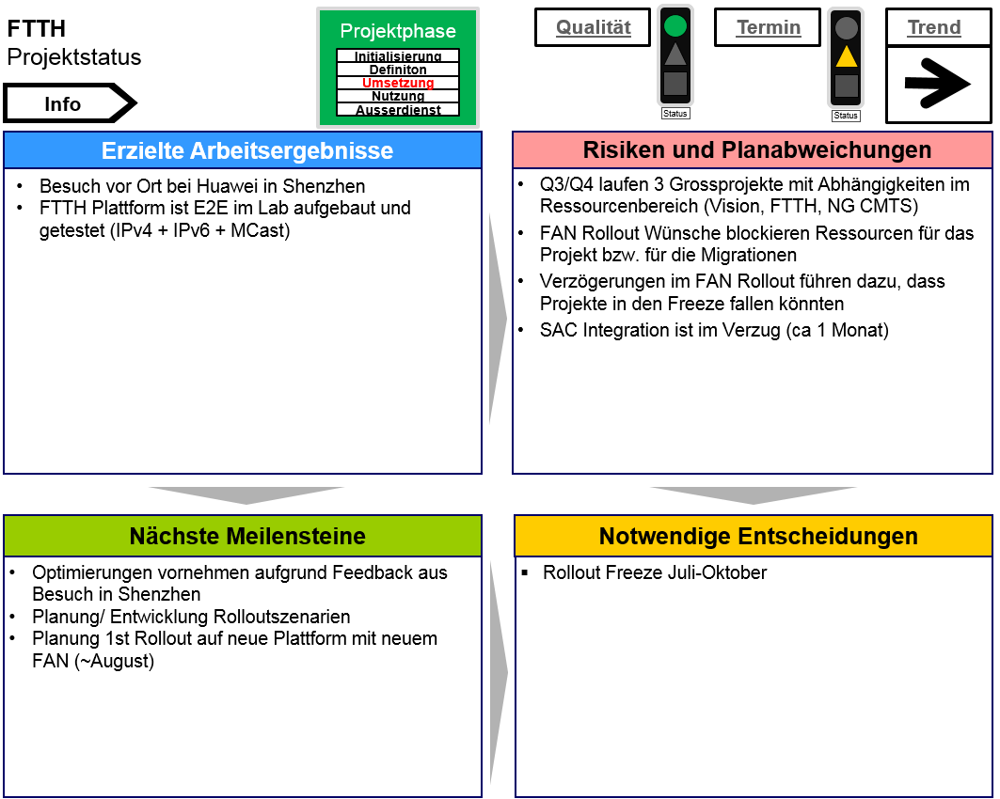 FTTH
Projektstatus
Info
Projektphase
Initialisierung
Definiton
Umsetzung
Nutzung
Ausserdienst
Qualität
Status
Termin
Status
Trend
Erzielte Arbeitsergebnisse
• Besuch vor Ort bei Huawei in Shenzhen
• FTTH Plattform ist E2E im Lab aufgebaut und
getestet (IPv4 + IPv6 + MCast)
Risiken und Planabweichungen
• Q3/Q4 laufen 3 Grossprojekte mit Abhängigkeiten im
Ressourcenbereich (Vision, FTTH, NG CMTS)
• FAN Rollout Wünsche blockieren Ressourcen für das
Projekt bzw. für die Migrationen
• Verzögerungen im FAN Rollout führen dazu, dass
Projekte in den Freeze fallen könnten
• SAC Integration ist im Verzug (ca 1 Monat)
Nächste Meilensteine
• Optimierungen vornehmen aufgrund Feedback aus
Besuch in Shenzhen
• Planung/ Entwicklung Rolloutszenarien
• Planung 1st Rollout auf neue Plattform mit neuem
FAN (~August)
Notwendige Entscheidungen
▪ Rollout Freeze Juli-Oktober